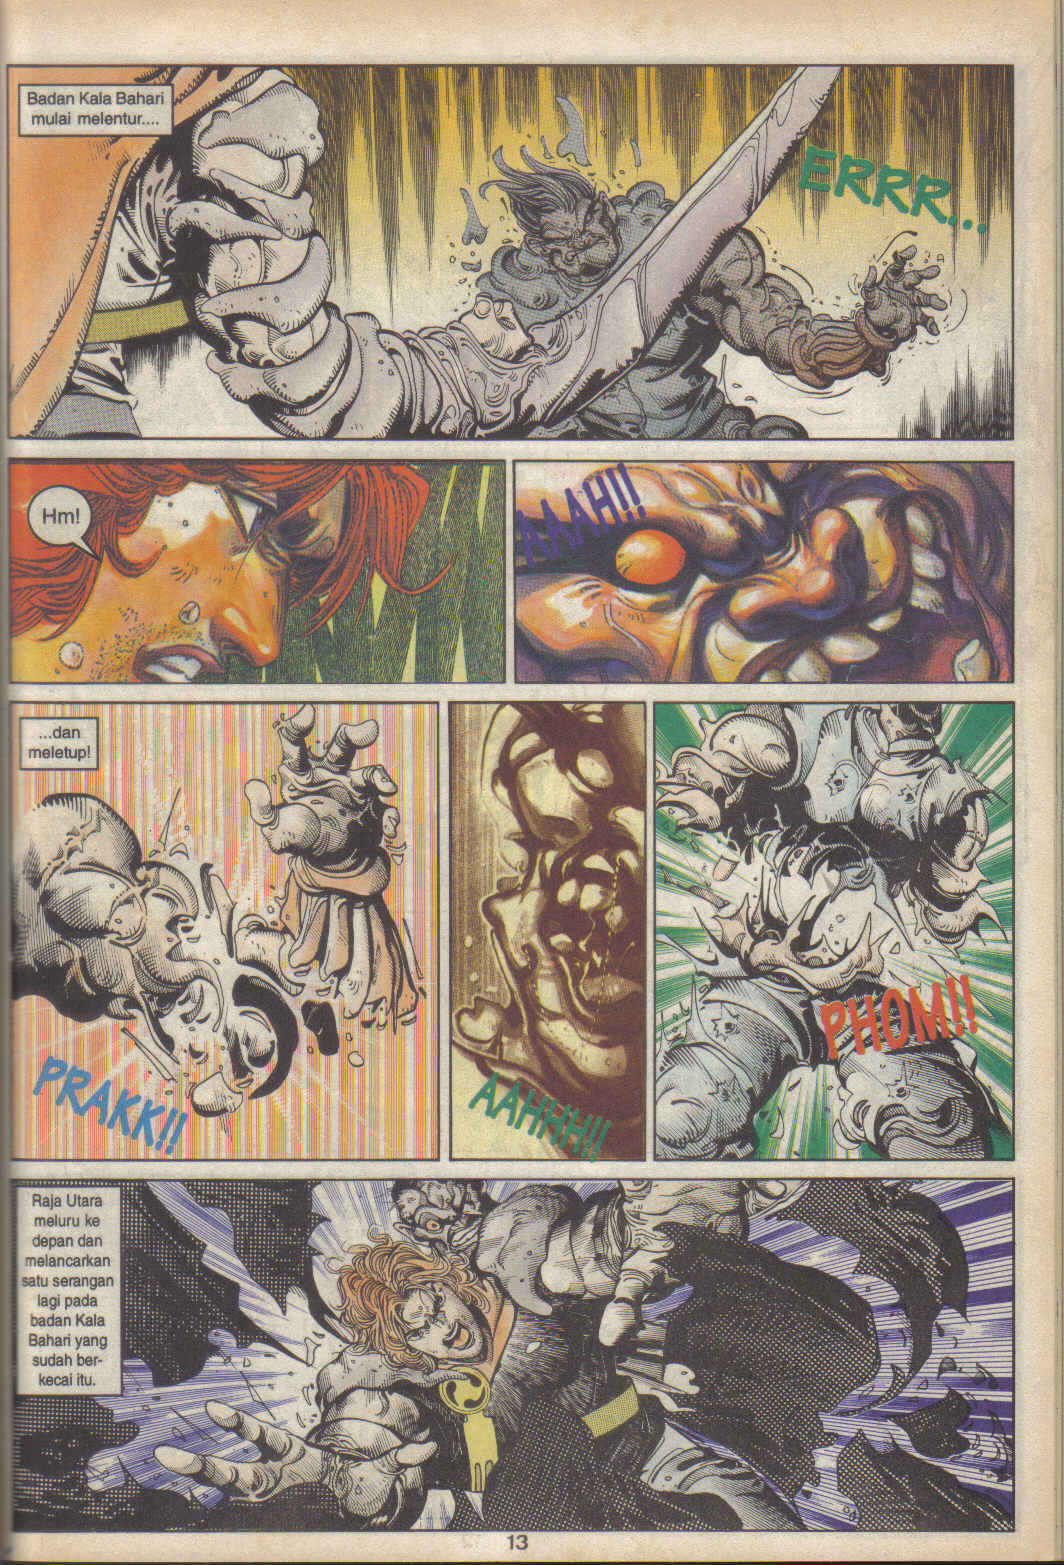 Badan Kala Bahari
mulai melentur....
ERRR...
Hm!
AAAH!!
...dan
meletup!
PRAKK!!
AAHHH!!
PHOM!!
Raja Utara
meluru ke
depan dan
melancarkan
satu serangan
lagi pada
badan Kala
Bahari yang
sudah ber-
kecai itu.
13